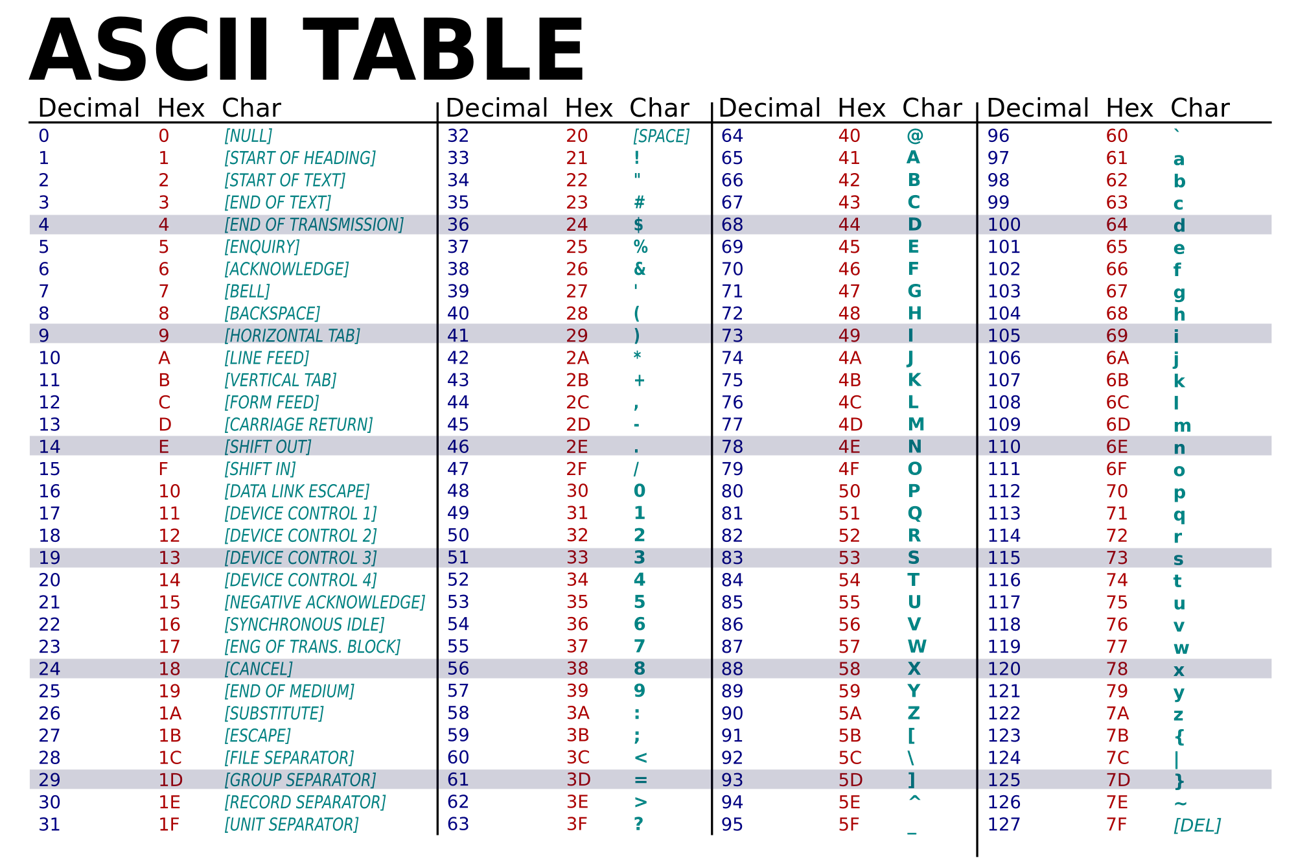 ASCII TABLE
Decimal Hex Char Decimal Hex Char Decimal Hex Char Decimal Hex Char
0 0 [NULL] 32 20 [SPACE] 64 40 @ 96 60 `
1 1 [START OF HEADING] 33 21 ! 65 41 A 97 61 a
2 2 [START OF TEXT] 34 22 " 66 42 B 98 62 b
3 3 [END OF TEXT] 35 23 # 67 43 C 99 63 c
4 4 [END OF TRANSMISSION] 36 24 $ 68 44 D 100 64 d
5 5 [ENQUIRY] 37 25 % 69 45 E 101 65 e
6 6 [ACKNOWLEDGE] 38 26 & 70 46 F 102 66 f
7 7 [BELL] 39 27 ' 71 47 G 103 67 g
8 8 [BACKSPACE] 40 28 ( 72 48 H 104 68 h
9 9 [HORIZONTAL TAB] 41 29 ) 73 49 I 105 69 i
10 A [LINE FEED] 42 2A * 74 4A J 106 6A j
11 B [VERTICAL TAB] 43 2B + 75 4B K 107 6B k
12 C [FORM FEED] 44 2C , 76 4C L 108 6C l
13 D [CARRIAGE RETURN] 45 2D - 77 4D M 109 6D m
14 E [SHIFT OUT] 46 2E . 78 4E N 110 6E n
15 F [SHIFT IN] 47 2F / 79 4F O 111 6F o
16 10 [DATA LINK ESCAPE] 48 30 0 80 50 P 112 70 p
17 11 [DEVICE CONTROL 1] 49 31 1 81 51 Q 113 71 q
18 12 [DEVICE CONTROL 2] 50 32 2 82 52 R 114 72 r
19 13 [DEVICE CONTROL 3] 51 33 3 83 53 S 115 73 s
20 14 [DEVICE CONTROL 4] 52 34 4 84 54 T 116 74 t
21 15 [NEGATIVE ACKNOWLEDGE] 53 35 5 85 55 U 117 75 u
22 16 [SYNCHRONOUS IDLE] 54 36 6 86 56 V 118 76 v
23 17 [ENG OF TRANS. BLOCK] 55 37 7 87 57 W 119 77 w
24 18 [CANCEL] 56 38 8 88 58 X 120 78 x
25 19 [END OF MEDIUM] 57 39 9 89 59 Y 121 79 y
26 1A [SUBSTITUTE] 58 3A : 90 5A Z 122 7A z
27 1B [ESCAPE] 59 3B ; 91 5B [ 123 7B {
28 1C [FILE SEPARATOR] 60 3C < 92 5C \ 124 7C |
29 1D [GROUP SEPARATOR] 61 3D = 93 5D ] 125 7D }
30 1E [RECORD SEPARATOR] 62 3E > 94 5E ^ 126 7E ~
31 1F [UNIT SEPARATOR] 63 3F ? 95 5F _ 127 7F [DEL]